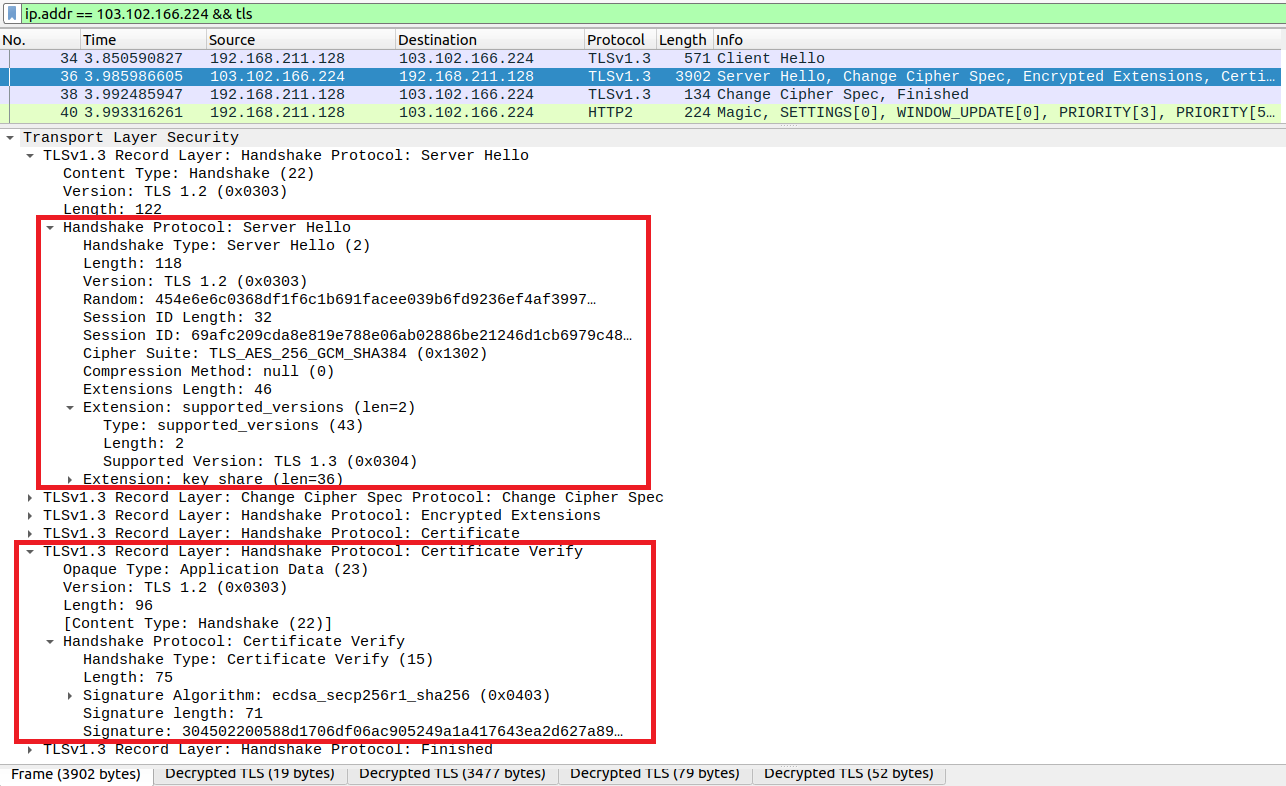 ip.addr == 103.102.166.224 && tls
No. Time Source Destination Protocol Length Info
34 3.850590827 192.168.211.128 103.102.166.224 TLSv1.3 571 Client Hello
36 3.985986605 103.102.166.224 192.168.211.128 TLSv1.3 3902 Server Hello, Change Cipher Spec, Encrypted Extensions, Certi…
38 3.992485947 192.168.211.128 103.102.166.224 TLSv1.3 134 Change Cipher Spec, Finished
40 3.993316261 192.168.211.128 103.102.166.224 HTTP2 224 Magic, SETTINGS[0], WINDOW_UPDATE[0], PRIORITY[3], PRIORITY[5…
Transport Layer Security
TLSv1.3 Record Layer: Handshake Protocol: Server Hello
Content Type: Handshake (22)
Version: TLS 1.2 (0x0303)
Length: 122
Handshake Protocol: Server Hello
Handshake Type: Server Hello (2)
Length: 118
Version: TLS 1.2 (0x0303)
Random: 454e6e6c0368df1f6c1b691facee039b6fd9236ef4af3997…
Session ID Length: 32
Session ID: 69afc209cda8e819e788e06ab02886be21246d1cb6979c48…
Cipher Suite: TLS_AES_256_GCM_SHA384 (0x1302)
Compression Method: null (0)
Extensions Length: 46
Extension: supported_versions (len=2)
Type: supported_versions (43)
Length: 2
Supported Version: TLS 1.3 (0x0304)
Extension: key share (len=36)
TLSv1.3 Record Layer: Change Cipher Spec Protocol: Change Cipher Spec
TLSv1.3 Record Layer: Handshake Protocol: Encrypted Extensions
TLSv1.3 Record Layer: Handshake Protocol: Certificate
TLSv1.3 Record Layer: Handshake Protocol: Certificate Verify
Opaque Type: Application Data (23)
Version: TLS 1.2 (0x0303)
Length: 96
[Content Type: Handshake (22)]
Handshake Protocol: Certificate Verify
Handshake Type: Certificate Verify (15)
Length: 75
Signature Algorithm: ecdsa_secp256r1_sha256 (0x0403)
Signature length: 71
Signature: 304502200588d1706df06ac905249a1a417643ea2d627a89…
TLSv1.3 Record Layer: Handshake Protocol: Finished
Frame (3902 bytes) Decrypted TLS (19 bytes) Decrypted TLS (3477 bytes) Decrypted TLS (79 bytes) Decrypted TLS (52 bytes)